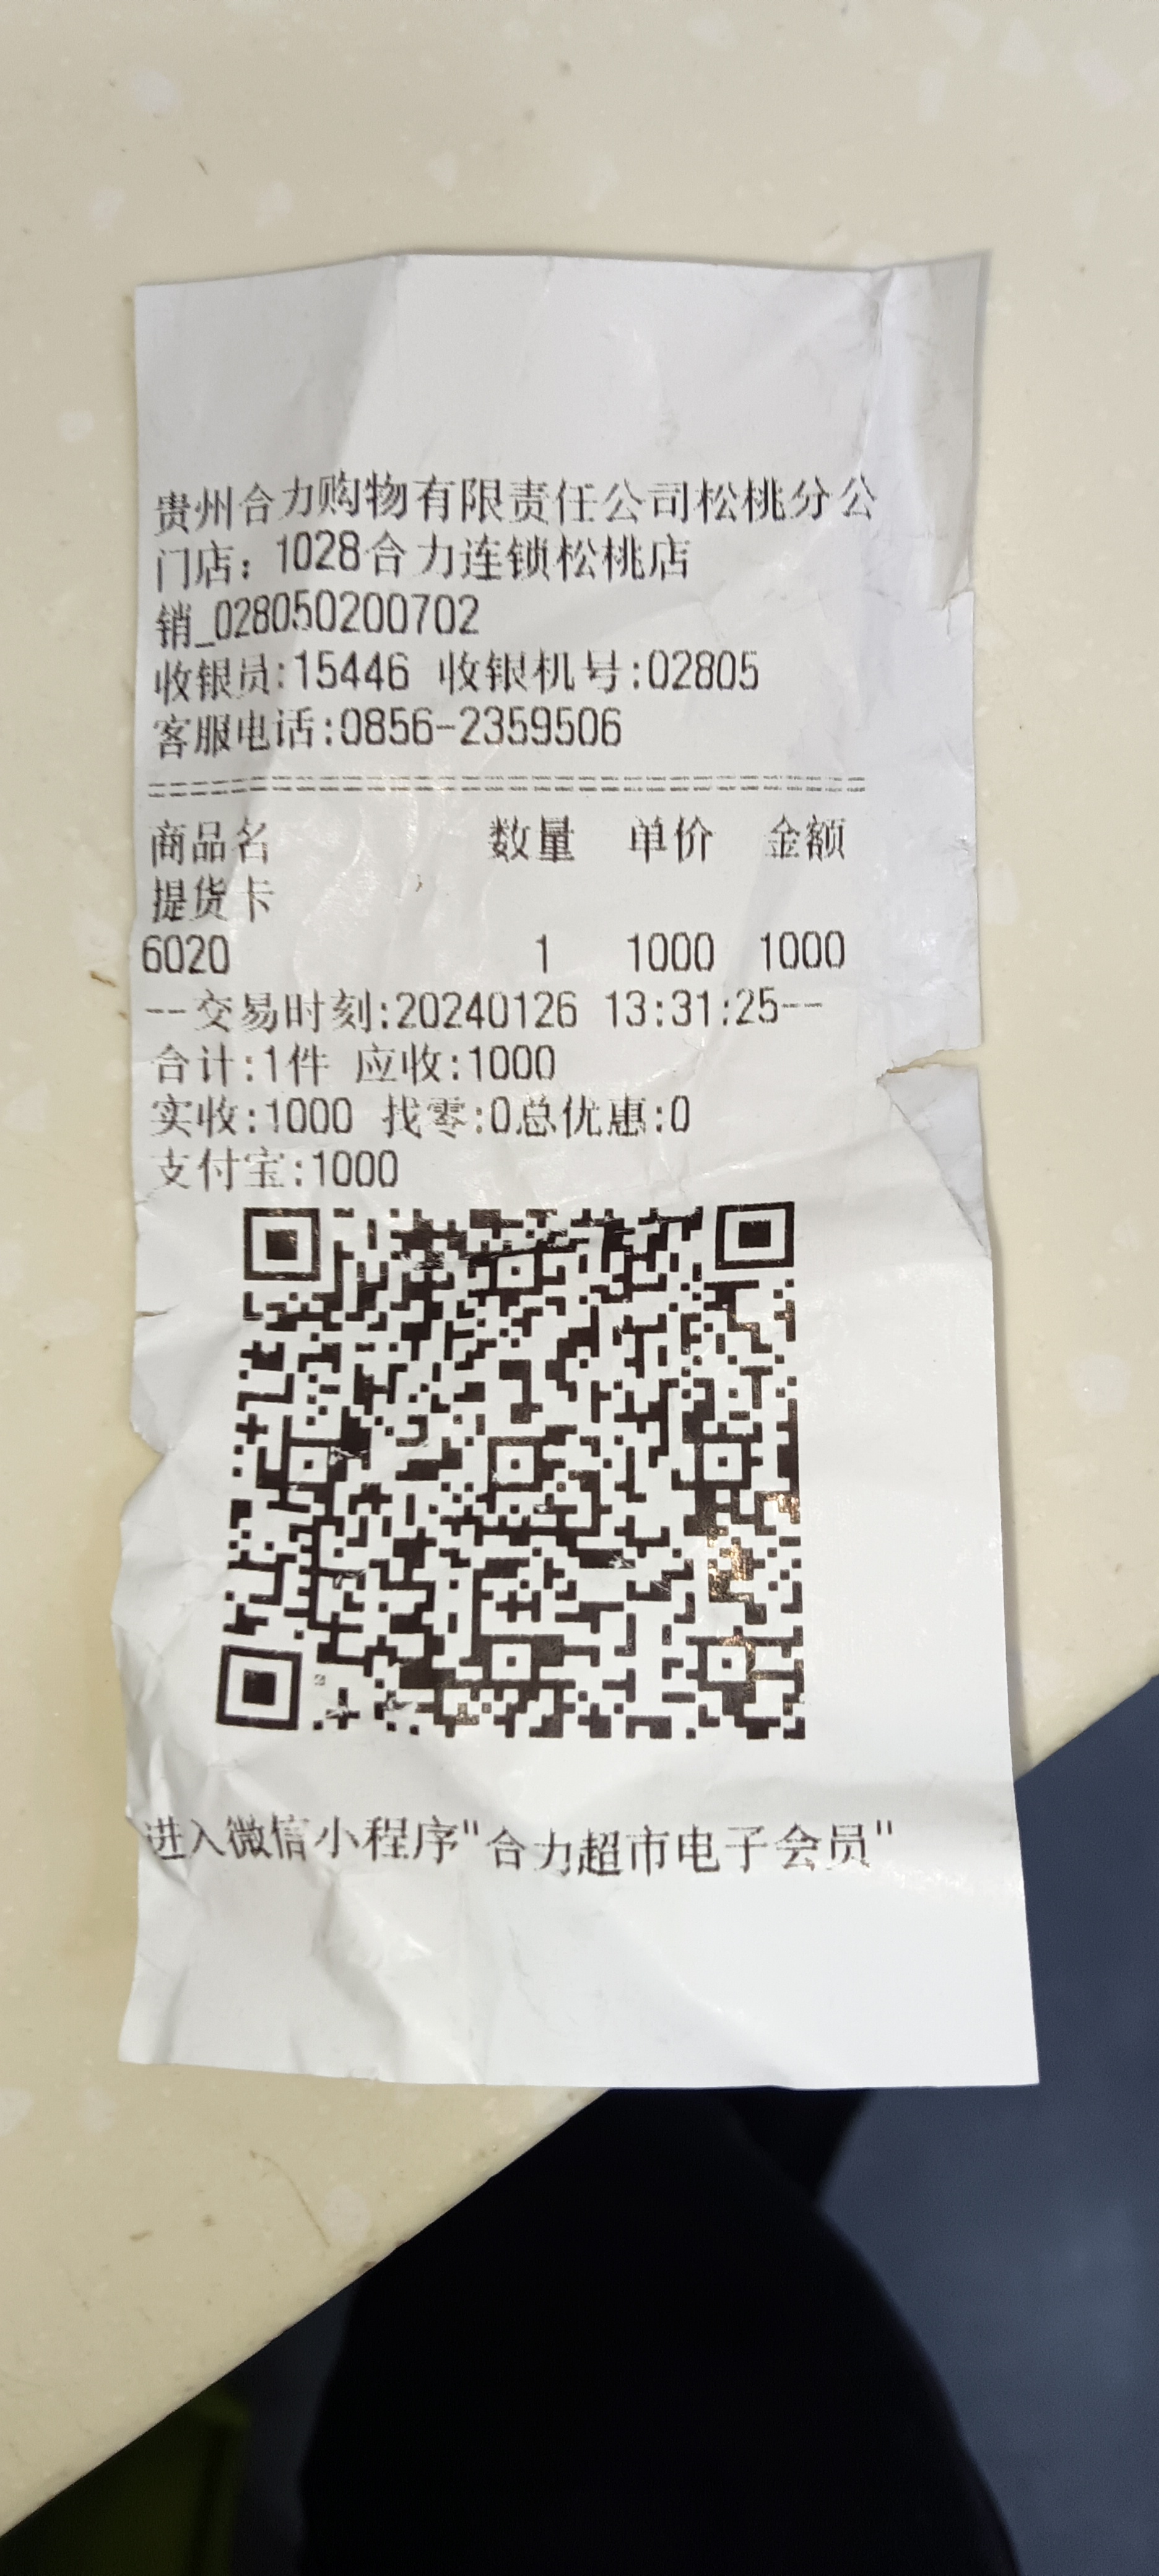 贵州合力购物有限责任公司松桃分公
门店：1028合力连锁松桃店
销_028050200702
收银员:15446 收银机号:02805
客服电话:0856-2359506
================================
商品名 数量 单价 金额
提货卡
6020 1 1000 1000
--交易时刻:20240126 13:31:25--
合计:1件 应收:1000
实收:1000 找零:0总优惠:0
支付宝:1000
进入微信小程序"合力超市电子会员"